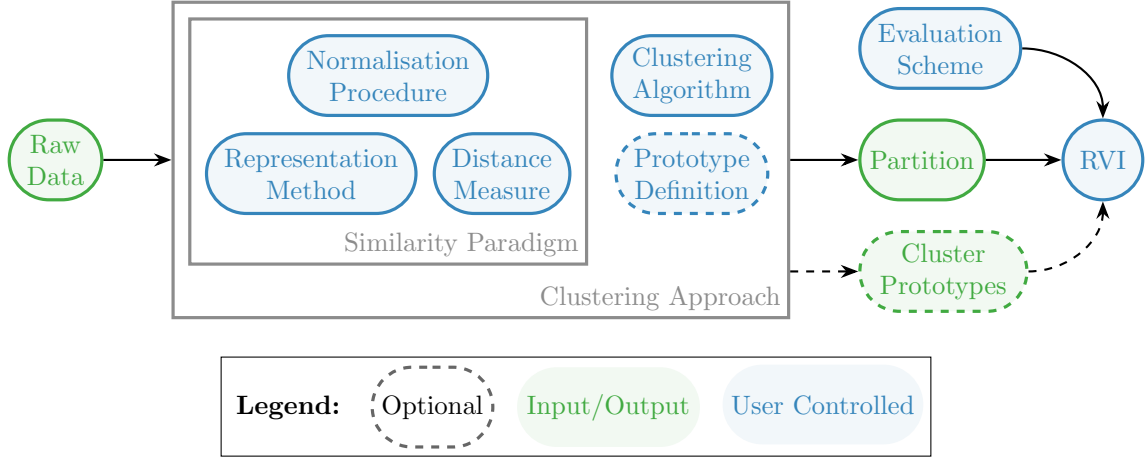 Raw
Data
Normalisation
Procedure
Representation
Method
Distance
Measure
Similarity Paradigm
Clustering
Algorithm
Prototype
Definition
Clustering Approach
Evaluation
Scheme
Partition
RVI
Cluster
Prototypes
Legend: Optional Input/Output User Controlled